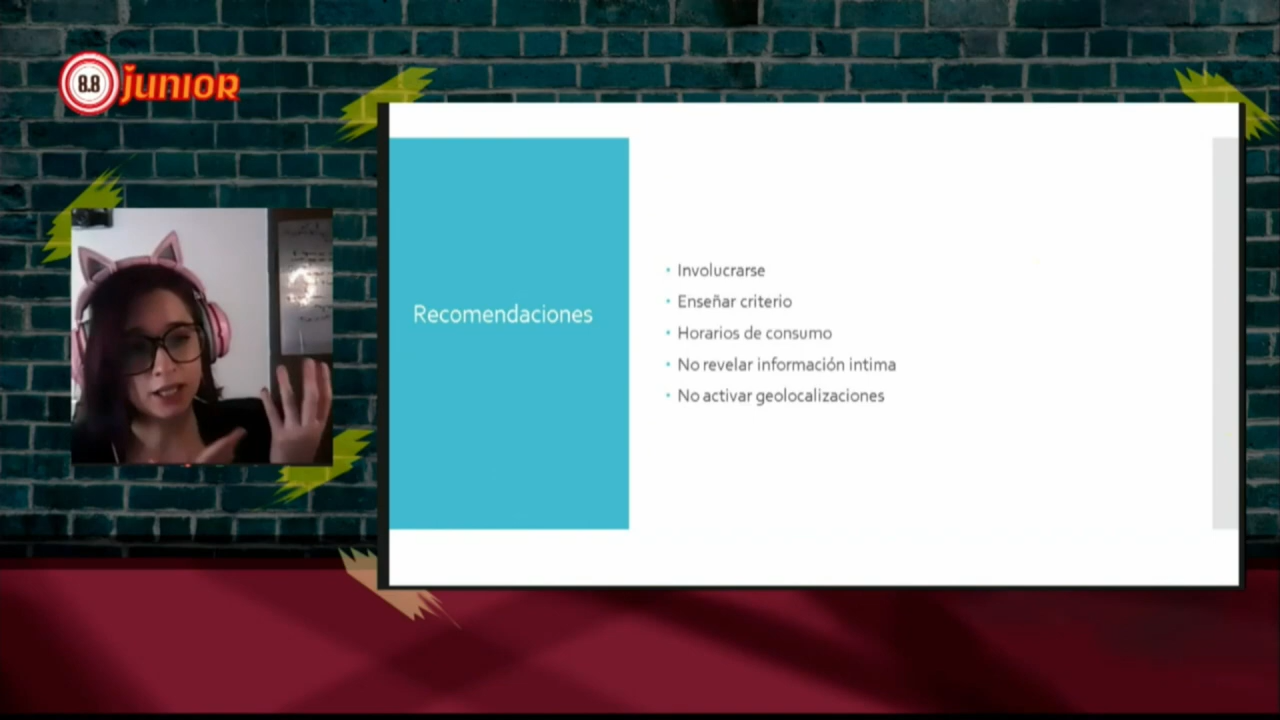 8.8 JUNIOR
Recomendaciones
• Involucrarse
• Enseñar criterio
• Horarios de consumo
• No revelar información intima
• No activar geolocalizaciones